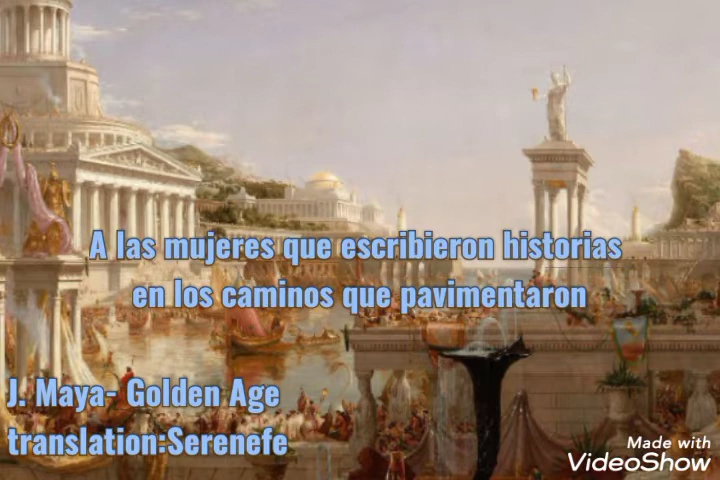 A las mujeres que escribieron historias
en los caminos que pavimentaron
J. Maya- Golden Age
translation:Serenefe
Made with
VideoShow